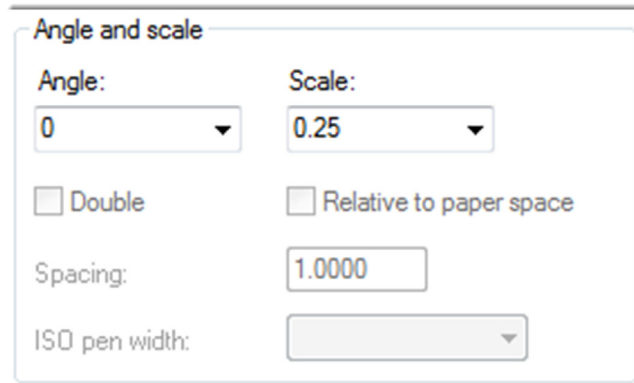 Angle and scale
Angle: Scale:
0 0.25
Double Relative to paper space
Spacing: 1.0000
ISO pen width: